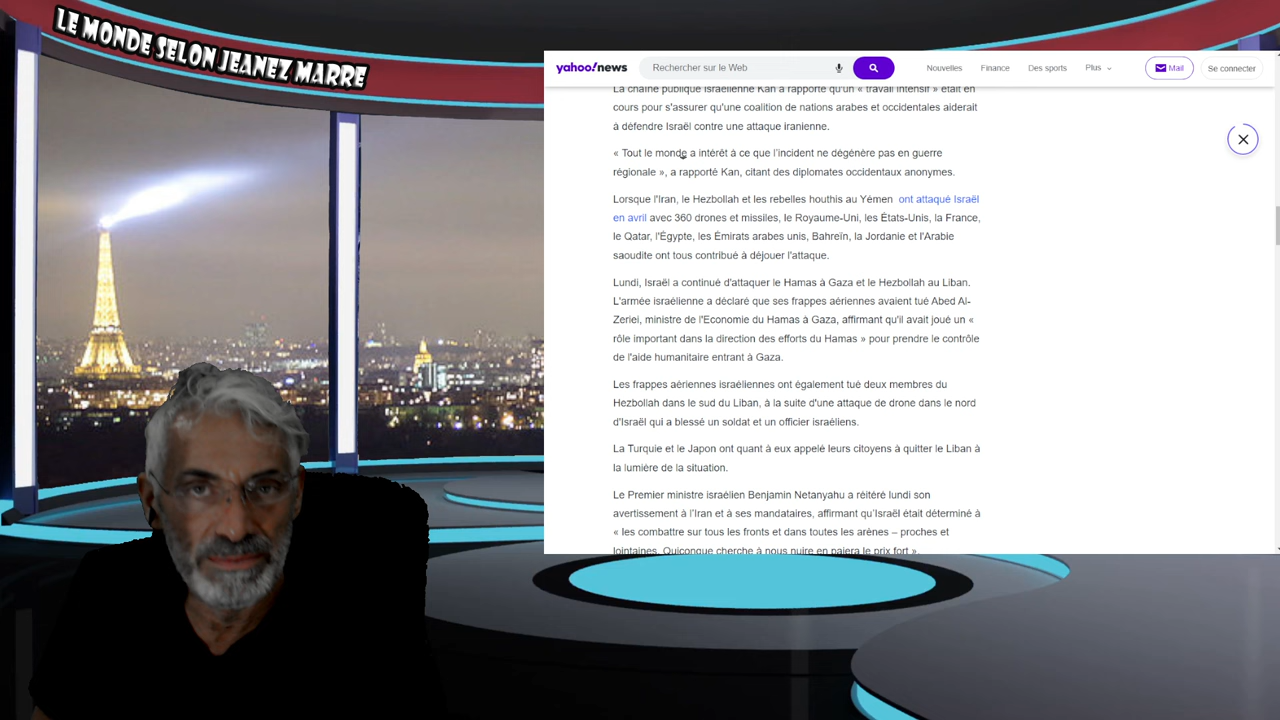 LE MONDE SELON JEANEZ MARRE
yahoo!news
Rechercher sur le Web
Nouvelles
Finance
Des sports
Plus
Mail
Se connecter
La chaîne publique israélienne Kan a rapporté qu'un « travail intensif » était en
cours pour s'assurer qu'une coalition de nations arabes et occidentales aiderait
à défendre Israël contre une attaque iranienne.
« Tout le monde a intérêt à ce que l'incident ne dégénère pas en guerre
régionale », a rapporté Kan, citant des diplomates occidentaux anonymes.
Lorsque l'Iran, le Hezbollah et les rebelles houthis au Yémen ont attaqué Israël
en avril avec 360 drones et missiles, le Royaume-Uni, les États-Unis, la France,
le Qatar, l'Égypte, les Émirats arabes unis, Bahreïn, la Jordanie et l'Arabie
saoudite ont tous contribué à déjouer l'attaque.
Lundi, Israël a continué d'attaquer le Hamas à Gaza et le Hezbollah au Liban.
L'armée israélienne a déclaré que ses frappes aériennes avaient tué Abed Al-
Zeriei, ministre de l'Economie du Hamas à Gaza, affirmant qu'il avait joué un «
rôle important dans la direction des efforts du Hamas » pour prendre le contrôle
de l'aide humanitaire entrant à Gaza.
Les frappes aériennes israéliennes ont également tué deux membres du
Hezbollah dans le sud du Liban, à la suite d'une attaque de drone dans le nord
d'Israël qui a blessé un soldat et un officier israéliens.
La Turquie et le Japon ont quant à eux appelé leurs citoyens à quitter le Liban à
la lumière de la situation.
Le Premier ministre israélien Benjamin Netanyahu a réitéré lundi son
avertissement à l'Iran et à ses mandataires, affirmant qu'Israël était déterminé à
« les combattre sur tous les fronts et dans toutes les arènes – proches et
lointaines. Quiconque cherche à nous nuire en paiera le prix fort ».